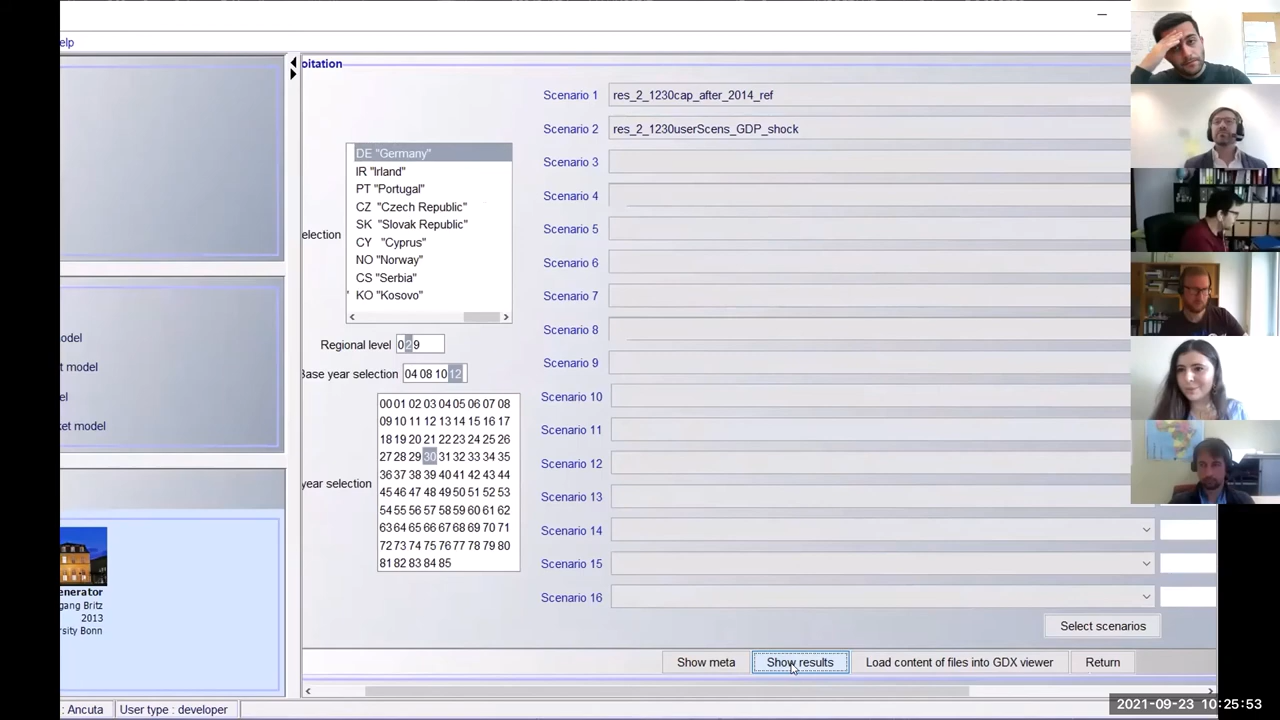 elp
oitation
Scenario 1 res_2_1230cap_after_2014_ref
Scenario 2 res_2_1230userScens_GDP_shock
Scenario 3
Scenario 4
Scenario 5
Scenario 6
Scenario 7
Scenario 8
Scenario 9
Scenario 10
Scenario 11
Scenario 12
Scenario 13
Scenario 14
Scenario 15
Scenario 16
election
DE "Germany"
IR "Irland"
PT "Portugal"
CZ "Czech Republic"
SK "Slovak Republic"
CY "Cyprus"
NO "Norway"
CS "Serbia"
' KO "Kosovo"
Regional level 0 2 9
Base year selection 04 08 10 12
year selection
00 01 02 03 04 05 06 07 08
09 10 11 12 13 14 15 16 17
18 19 20 21 22 23 24 25 26
27 28 29 30 31 32 33 34 35
36 37 38 39 40 41 42 43 44
45 46 47 48 49 50 51 52 53
54 55 56 57 58 59 60 61 62
63 64 65 66 67 68 69 70 71
72 73 74 75 76 77 78 79 80
81 82 83 84 85
odel
t model
el
ket model
enerator
gang Britz
2013
rsity Bonn
Select scenarios
Show meta Show results Load content of files into GDX viewer Return
: Ancuta User type : developer
2021-09-23 10:25:53